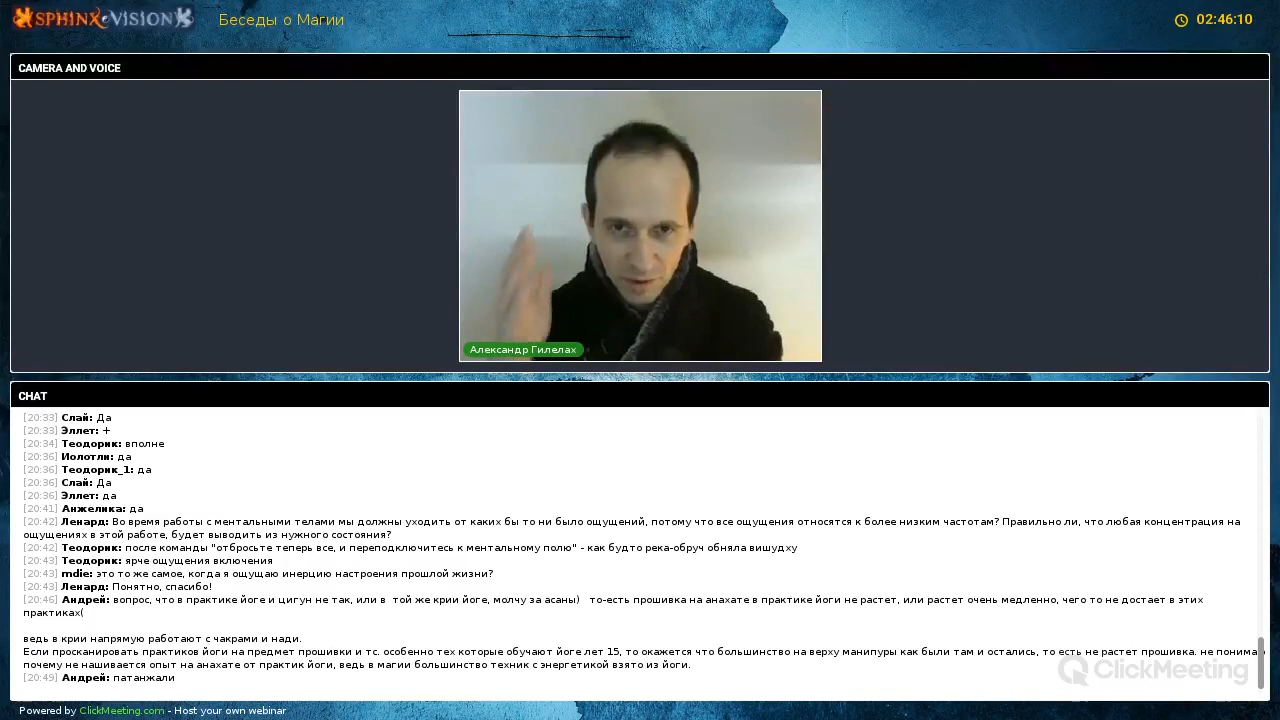 SPHINX VISION
Беседы о Магии
02:46:10
CAMERA AND VOICE
Александр Гилелах
CHAT
[20:33] Слай: Да
[20:33] Эллет: +
[20:34] Теодорик: вполне
[20:36] Иолотли: да
[20:36] Теодорик_1: да
[20:36] Слай: Да
[20:36] Эллет: да
[20:41] Анжелика: да
[20:42] Ленард: Во время работы с ментальными телами мы должны уходить от каких бы то ни было ощущений, потому что все ощущения относятся к более низким частотам? Правильно ли, что любая концентрация на
ощущениях в этой работе, будет выводить из нужного состояния?
[20:42] Теодорик: после команды "отбросьте теперь все, и переподключитесь к ментальному полю" - как будто река-обруч обняла вишудху
[20:43] Теодорик: ярче ощущения включения
[20:43] mdie: это то же самое, когда я ощущаю инерцию настроения прошлой жизни?
[20:43] Ленард: Понятно, спасибо!
[20:46] Андрей: вопрос, что в практике йоге и цигун не так, или в той же крии йоге, молчу за асаны) то-есть прошивка на анахате в практике йоги не растет, или растет очень медленно, чего то не достает в этих
практиках(
ведь в крии напрямую работают с чакрами и нади.
Если просканировать практиков йоги на предмет прошивки и тс. особенно тех которые обучают йоге лет 15, то окажется что большинство на верху манипуры как были там и остались, то есть не растет прошивка. не понимаю
почему не нашивается опыт на анахате от практик йоги, ведь в магии большинство техник с энергетикой взято из йоги.
[20:49] Андрей: патанжали
ClickMeeting
Powered by ClickMeeting.com - Host your own webinar